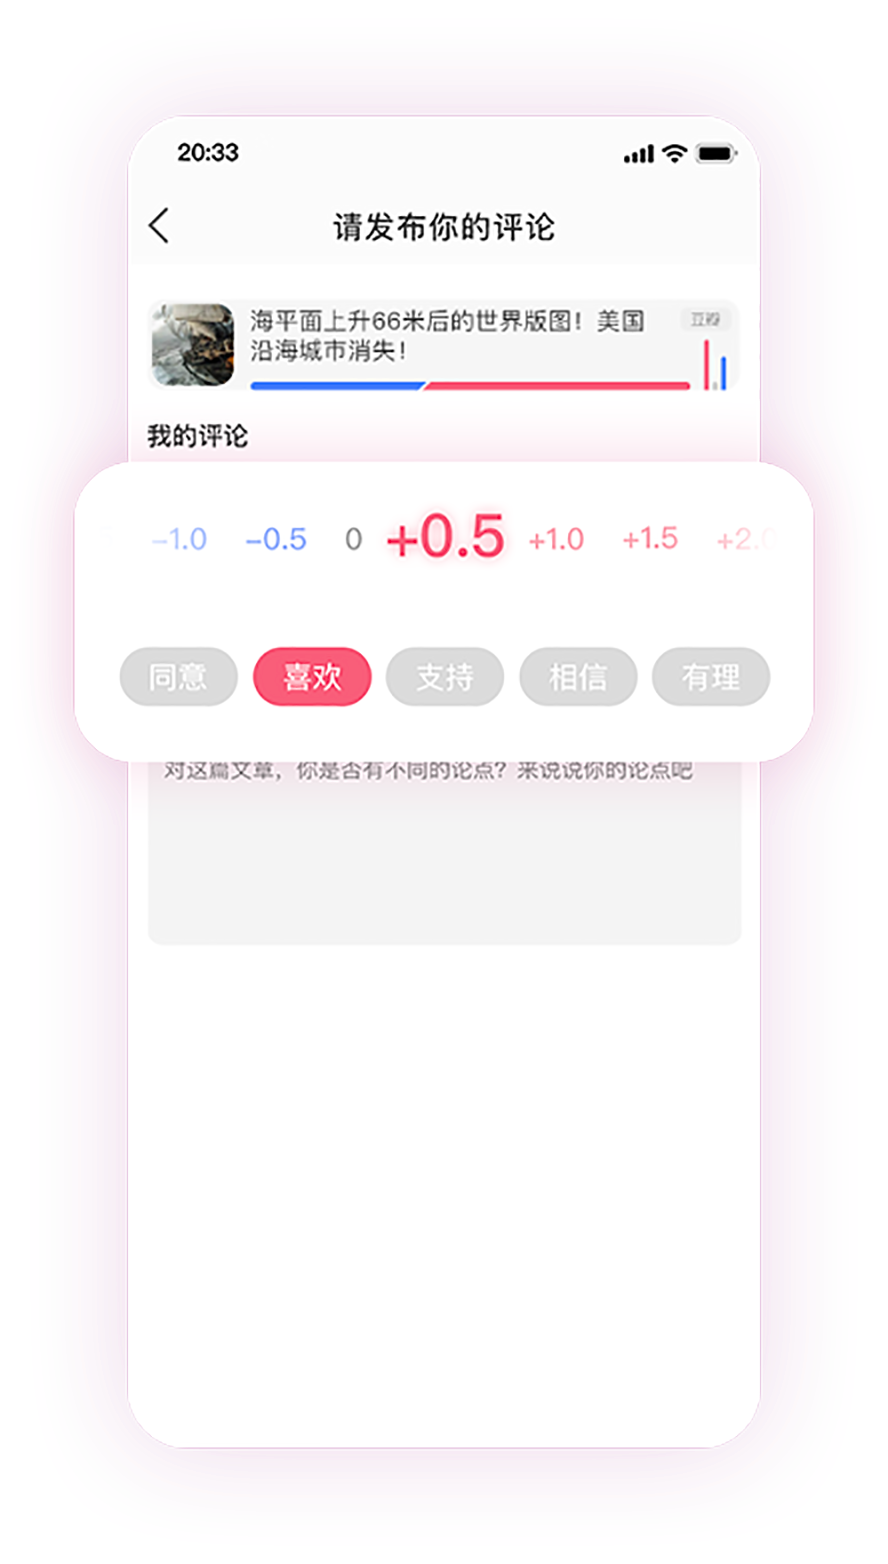 20:33
请发布你的评论
海平面上升66米后的世界版图！美国 豆瓣
沿海城市消失！
我的评论
-1.0 -0.5 0 +0.5 +1.0 +1.5 +2.0
同意 喜欢 支持 相信 有理
对这篇文章，你是否有不同的论点？来说说你的论点吧